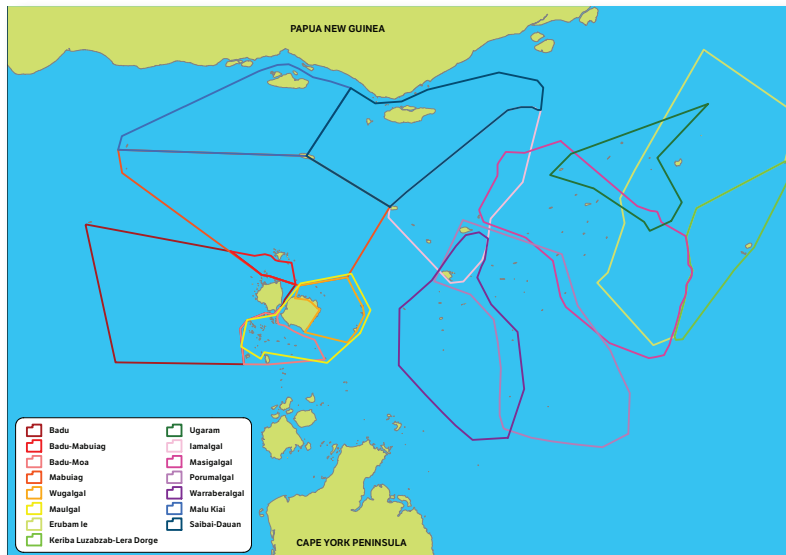 PAPUA NEW GUINEA
Badu
Badu-Mabuiag
Badu-Moa
Mabuiag
Wugalgal
Maulgal
Erubam le
Keriba Luzabzab-Lera Dorge
Ugaram
Iamalgal
Masigalgal
Porumalgal
Warraberalgal
Malu Kiai
Saibai-Dauan
CAPE YORK PENINSULA